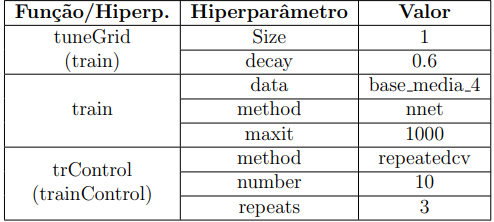 Função/Hiperp. Hiperparâmetro Valor
tuneGrid
(train)
Size 1
decay 0.6
train
data base_media_4
method nnet
maxit 1000
trControl
(trainControl)
method repeatedcv
number 10
repeats 3